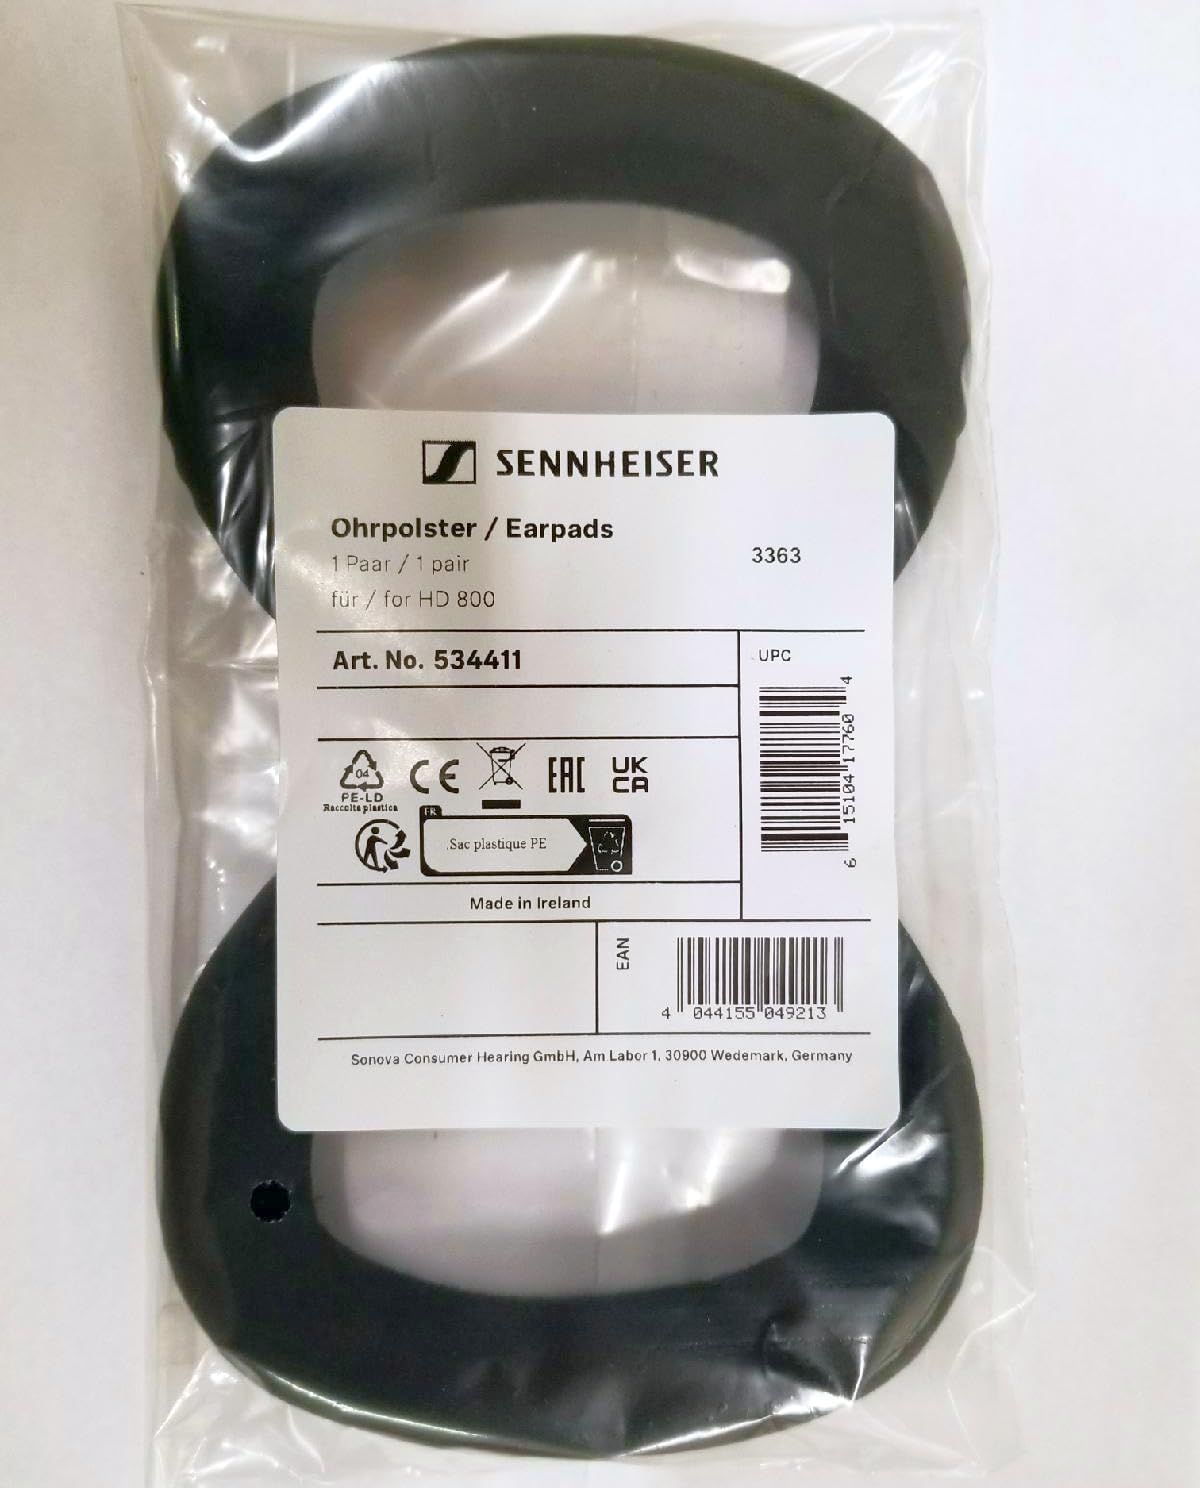 SENNHEISER
Ohrpolster / Earpads
1 Paar / 1 pair
3363
für / for HD 800
Art. No. 534411
UPC
6 15104 17760 4
04
PE-LD
Raccolta plastica
CE
EAC
UK
CA
FR
Sac plastique PE
Made in Ireland
EAN
4 044155 049213
Sonova Consumer Hearing GmbH, Am Labor 1, 30900 Wedemark, Germany